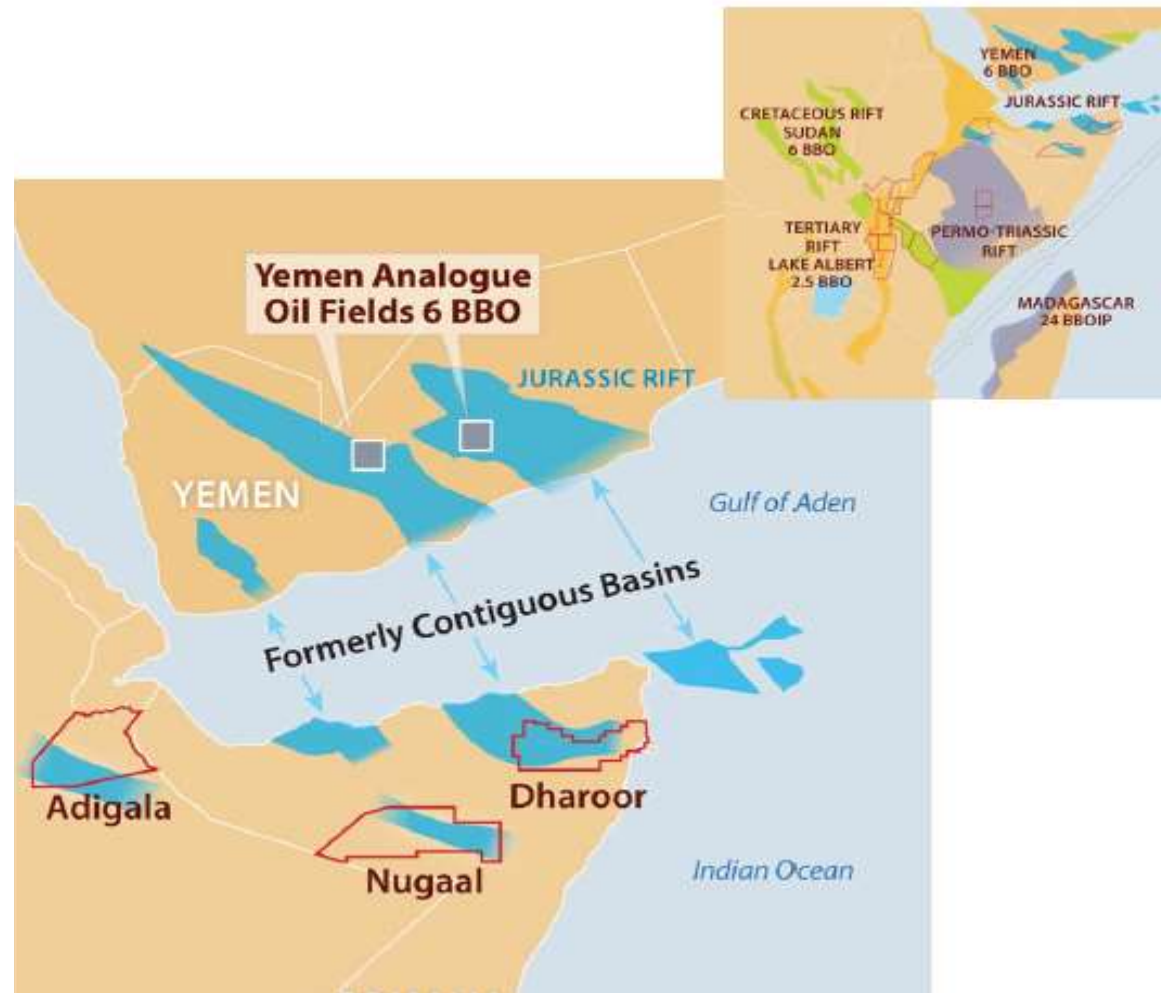 YEMEN
6 BBO
JURASSIC RIFT
CRETACEOUS RIFT
SUDAN
6 BBO
TERTIARY
RIFT
LAKE ALBERT
2.5 BBO
PERMO-TRIASSIC
RIFT
MADAGASCAR
24 BBOIP
Yemen Analogue
Oil Fields 6 BBO
JURASSIC RIFT
YEMEN
Gulf of Aden
Formerly Contiguous Basins
Adigala
Dharoor
Nugaal
Indian Ocean